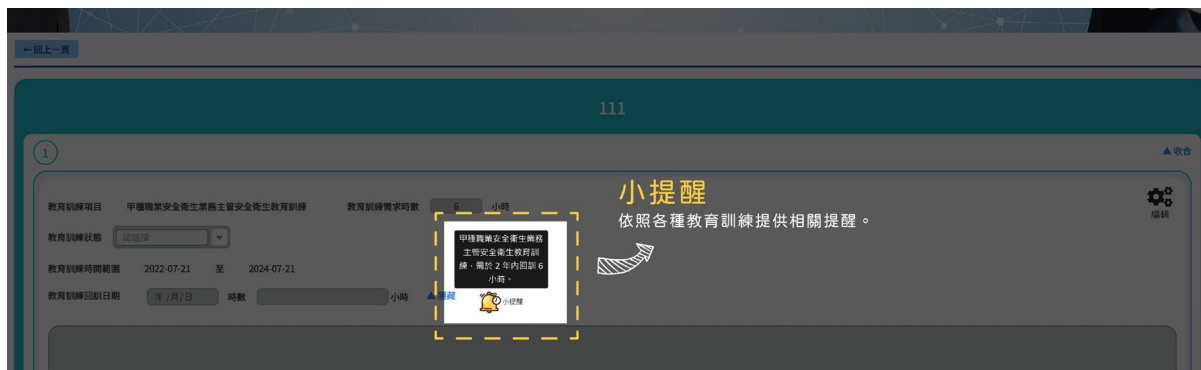 ←回上一頁
111
1
▲收合
小提醒
依照各種教育訓練提供相關提醒。
教育訓練項目 甲種職業安全衛生業務主管安全衛生教育訓練 教育訓練需求時數 6 小時
編輯
教育訓練狀態 請選擇
甲種職業安全衛生業務
主管安全衛生教育訓
練，需於 2 年內回訓 6
小時。
教育訓練時間範圍 2022-07-21 至 2024-07-21
教育訓練回訓日期 年 /月/日 時數 小時 ▲隱藏
小提醒